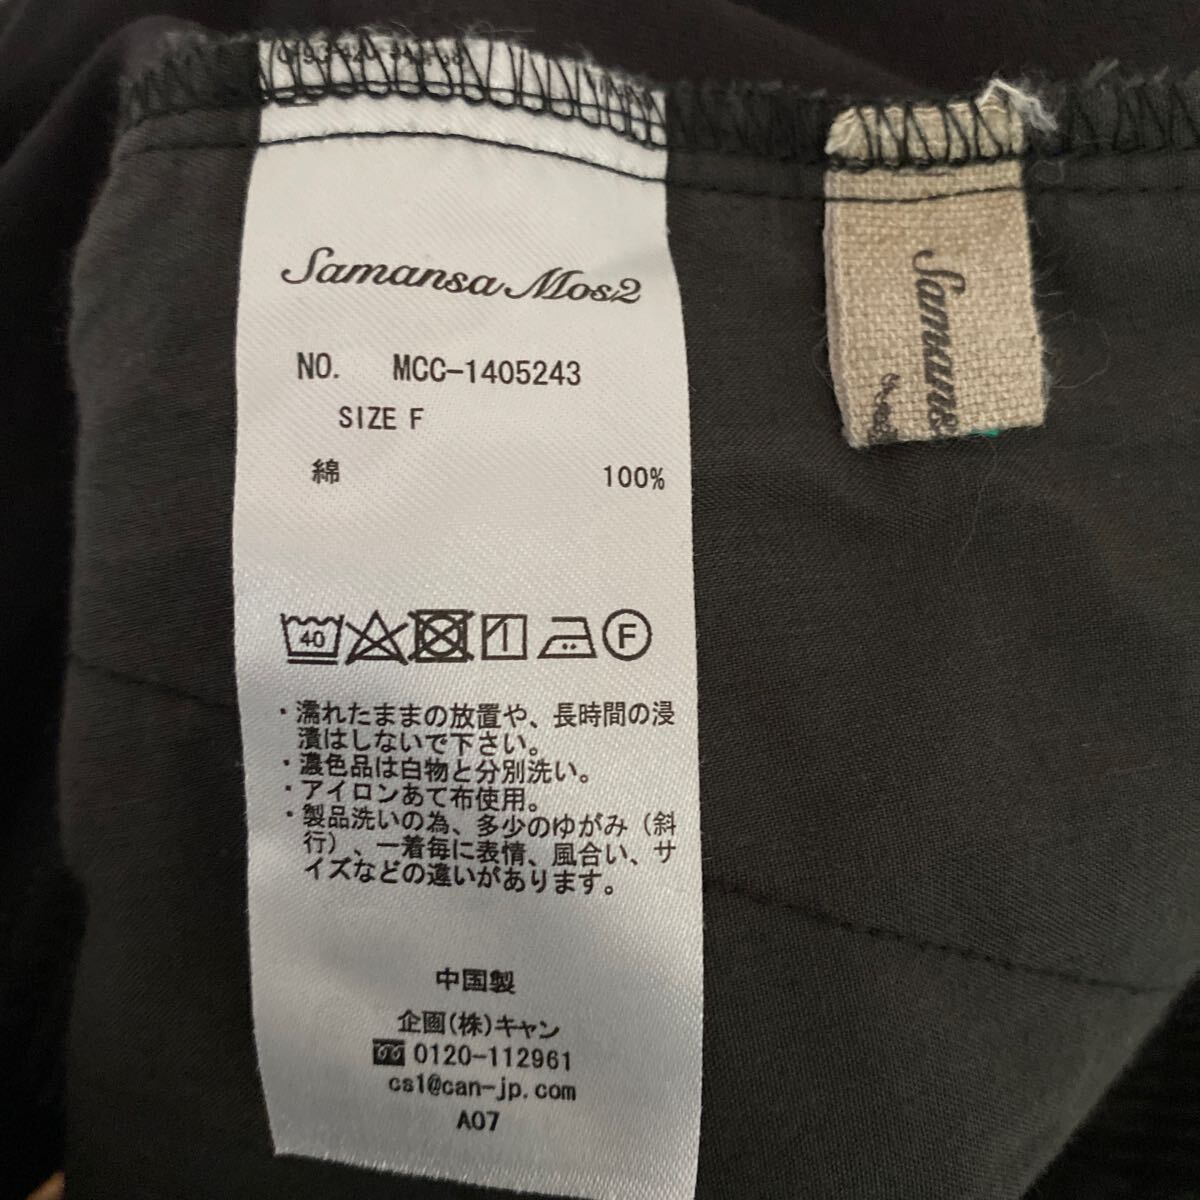 Samansa Mos2
NO. MCC-1405243
SIZE F
綿 100%
40
F
・濡れたままの放置や、長時間の浸
漬はしないで下さい。
・濃色品は白物と分別洗い。
・アイロンあて布使用。
・製品洗いの為、多少のゆがみ（斜
行）、一着毎に表情、風合い、サ
イズなどの違いがあります。
中国製
企画(株)キャン
0120-112961
cs1@can-jp.com
A07
Samansa